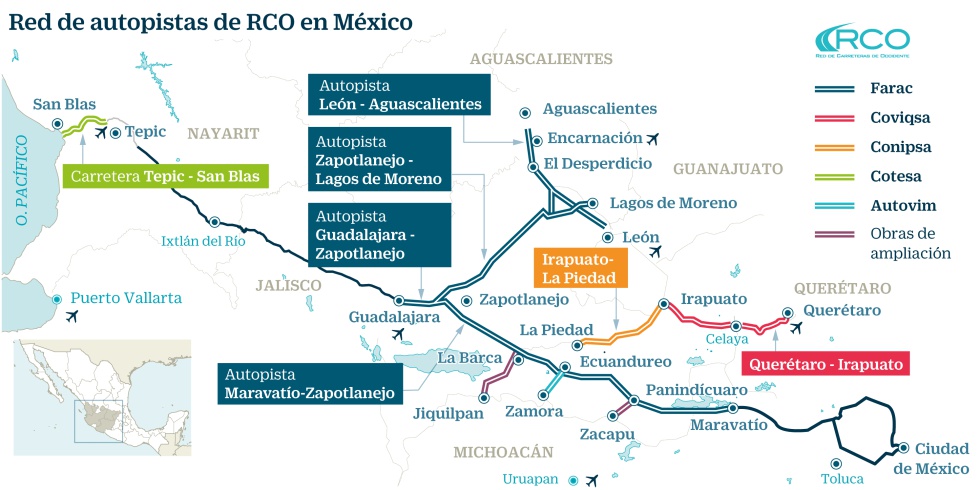 Red de autopistas de RCO en México
RCO
RED DE CARRETERAS DE OCCIDENTE
Farac
Coviqsa
Conipsa
Cotesa
Autovim
Obras de
ampliación
AGUASCALIENTES
Autopista
León - Aguascalientes
Aguascalientes
San Blas
Tepic
NAYARIT
Encarnación
Autopista
Zapotlanejo -
Lagos de Moreno
El Desperdicio
GUANAJUATO
O. PACÍFICO
Carretera Tepic - San Blas
Lagos de Moreno
Autopista
Guadalajara -
Zapotlanejo
Ixtlán del Río
León
Irapuato-
La Piedad
JALISCO
QUERÉTARO
Puerto Vallarta
Zapotlanejo
Irapuato
Querétaro
Guadalajara
La Piedad
Celaya
La Barca
Ecuandureo
Querétaro - Irapuato
Autopista
Maravatío-Zapotlanejo
Panindícuaro
Jiquilpan
Zamora
Zacapu
Maravatío
MICHOACÁN
Ciudad
de México
Uruapan
Toluca